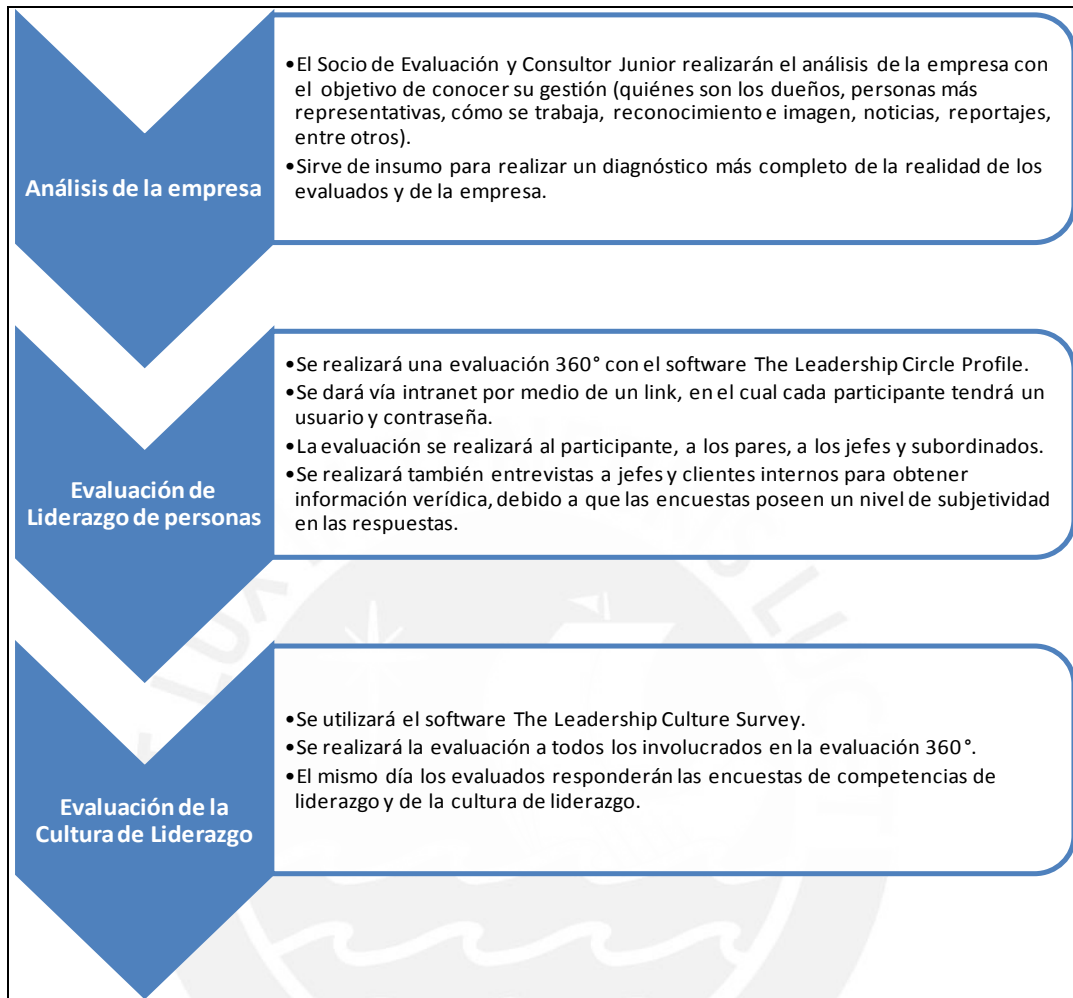 Análisis de la empresa
•El Socio de Evaluación y Consultor Junior realizarán el análisis de la empresa con
el objetivo de conocer su gestión (quiénes son los dueños, personas más
representativas, cómo se trabaja, reconocimiento e imagen, noticias, reportajes,
entre otros).
•Sirve de insumo para realizar un diagnóstico más completo de la realidad de los
evaluados y de la empresa.
Evaluación de
Liderazgo de personas
•Se realizará una evaluación 360° con el software The Leadership Circle Profile.
•Se dará vía intranet por medio de un link, en el cual cada participante tendrá un
usuario y contraseña.
•La evaluación se realizará al participante, a los pares, a los jefes y subordinados.
•Se realizará también entrevistas a jefes y clientes internos para obtener
información verídica, debido a que las encuestas poseen un nivel de subjetividad
en las respuestas.
Evaluación de la
Cultura de Liderazgo
•Se utilizará el software The Leadership Culture Survey.
•Se realizará la evaluación a todos los involucrados en la evaluación 360°.
•El mismo día los evaluados responderán las encuestas de competencias de
liderazgo y de la cultura de liderazgo.